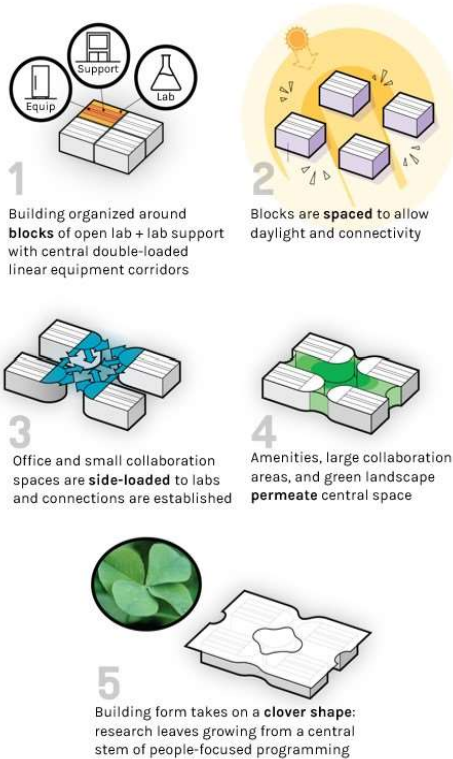 Support
Equip
Lab
1
Building organized around
blocks of open lab + lab support
with central double-loaded
linear equipment corridors
2
Blocks are spaced to allow
daylight and connectivity
3
Office and small collaboration
spaces are side-loaded to labs
and connections are established
4
Amenities, large collaboration
areas, and green landscape
permeate central space
5
Building form takes on a clover shape:
research leaves growing from a central
stem of people-focused programming